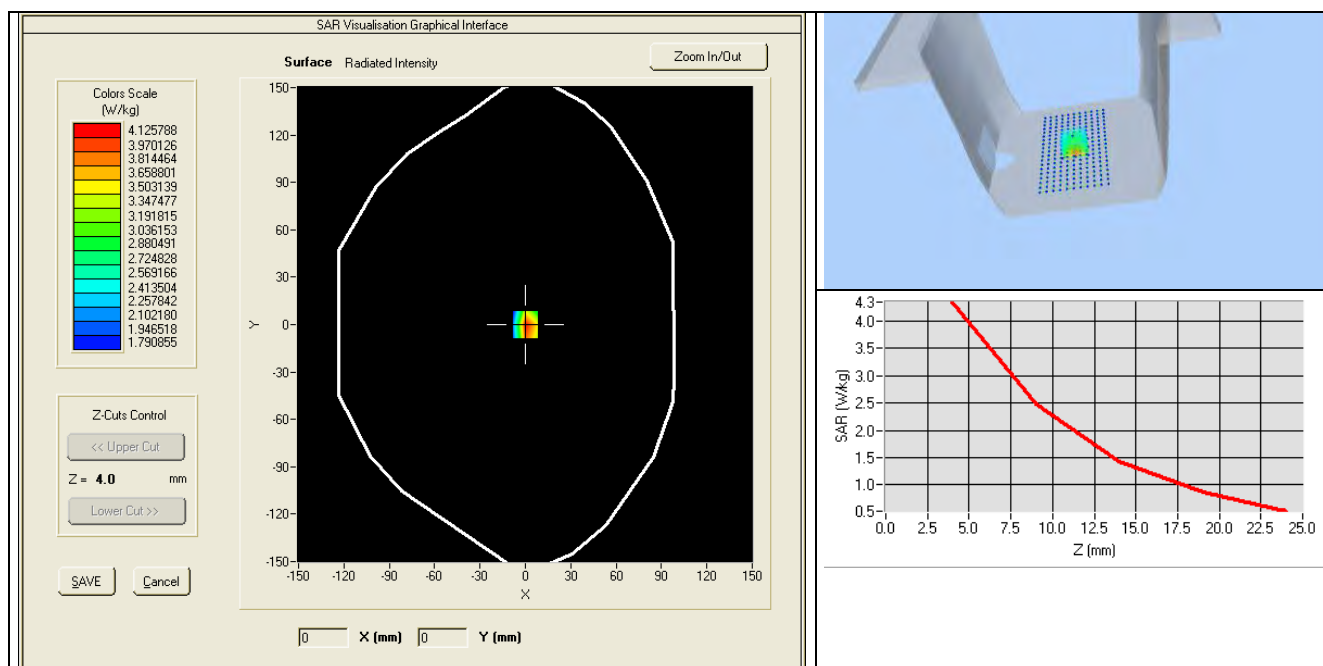 SAR Visualisation Graphical Interface
Surface Radiated Intensity
Zoom In/Out
Colors Scale
(W/kg)
4.125788
3.970126
3.814464
3.658801
3.503139
3.347477
3.191815
3.036153
2.880491
2.724828
2.569166
2.413504
2.257842
2.102180
1.946518
1.790855
Z-Cuts Control
<< Upper Cut
Z = 4.0 mm
Lower Cut >>
SAVE Cancel
150
120
90
60
30
0
-30
-60
-90
-120
-150
Y
-150 -120 -90 -60 -30 0 30 60 90 120 150
X
0 X (mm) 0 Y (mm)
4.3
4.0
3.5
3.0
2.5
2.0
1.5
1.0
0.5
SAR (W/kg)
0.0 2.5 5.0 7.5 10.0 12.5 15.0 17.5 20.0 22.5 25.0
Z (mm)